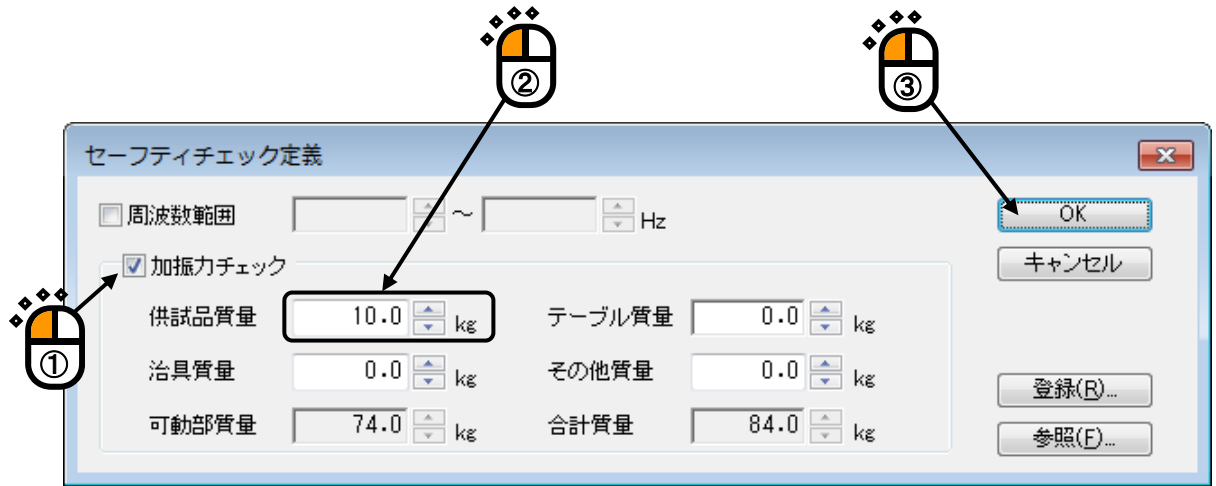 ②
③
セーフティチェック定義
周波数範囲 ～ Hz
OK
加振力チェック
キャンセル
①
供試品質量 10.0 kg テーブル質量 0.0 kg
治具質量 0.0 kg その他質量 0.0 kg
登録(R)...
可動部質量 74.0 kg 合計質量 84.0 kg
参照(F)...